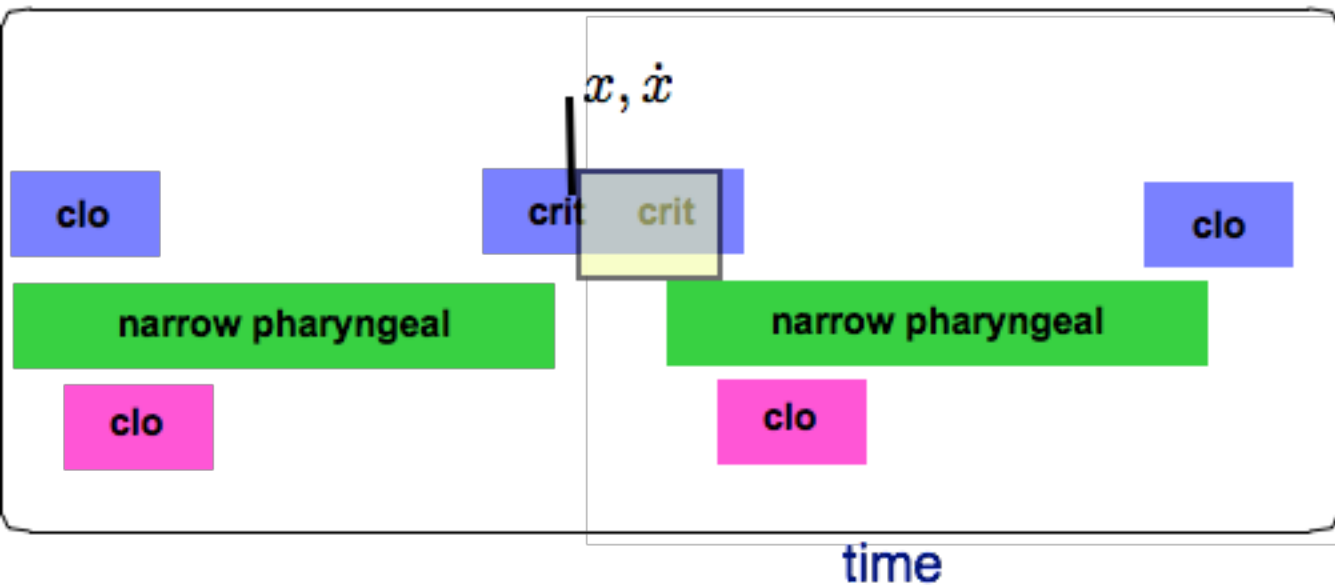 x, ẋ
clo crit crit clo
narrow pharyngeal narrow pharyngeal
clo clo
time